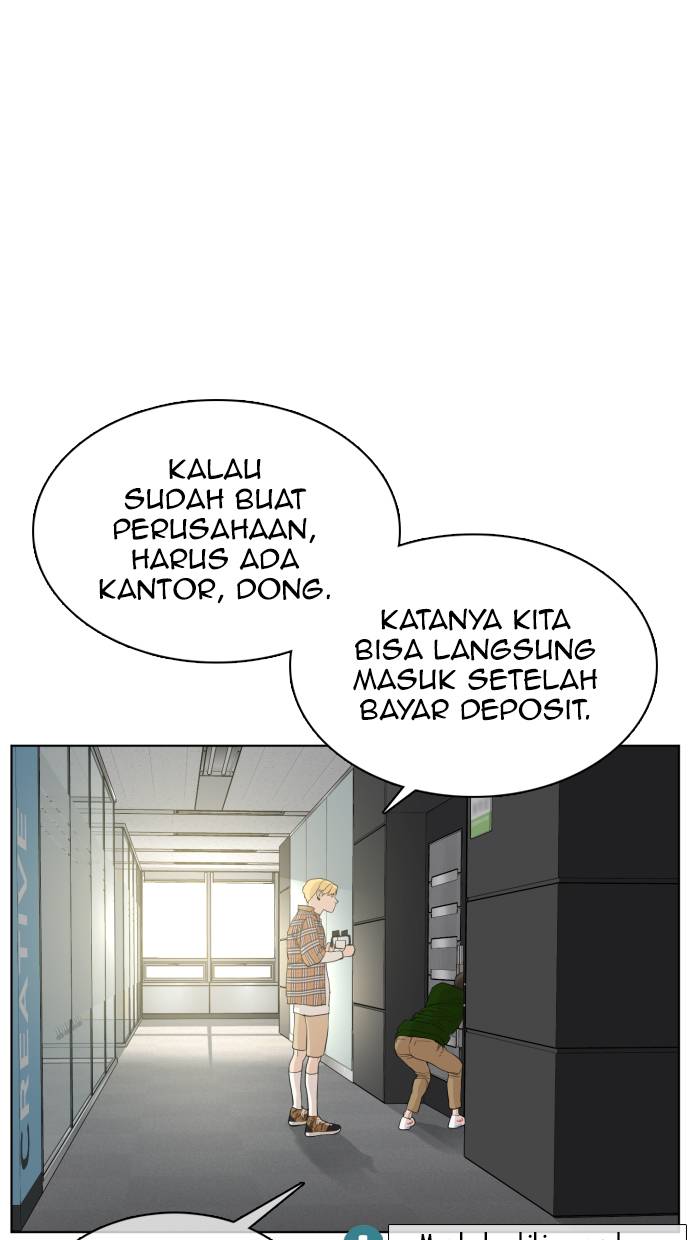 KALAU
SUDAH BUAT
PERUSAHAAN,
HARUS ADA
KANTOR, DONG.
KATANYA KITA
BISA LANGSUNG
MASUK SETELAH
BAYAR DEPOSIT.
CREATIVE